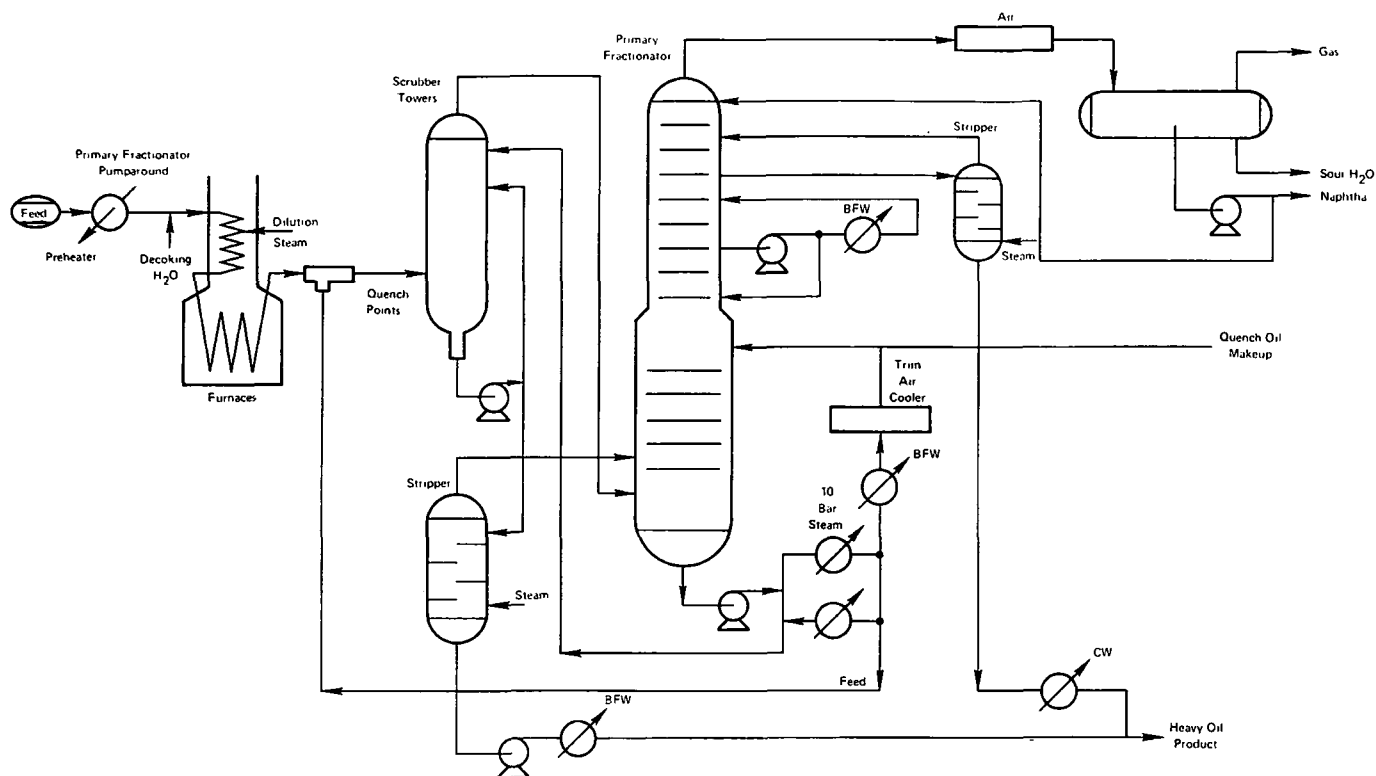 Air
Primary
Fractionator
Gas
Scrubber
Towers
Stripper
Primary Fractionator
Pumparound
Sour H2O
Naphtha
Feed
Dilution
Steam
BFW
Preheater
Decoking
H2O
Steam
Quench
Points
Quench Oil
Makeup
Trim
Air
Cooler
Furnaces
BFW
Stripper
10
Bar
Steam
Steam
CW
Feed
BFW
Heavy Oil
Product